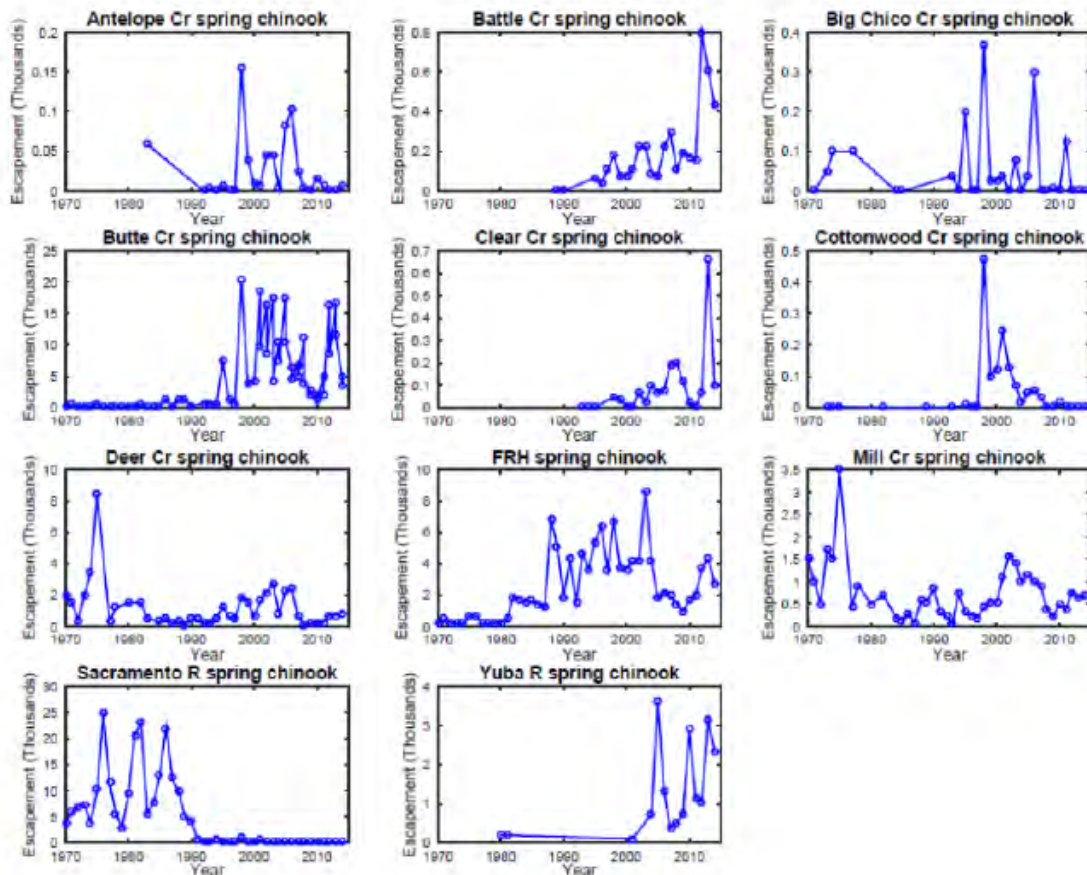 Antelope Cr spring chinook
Escapement (Thousands)
0.2
0.15
0.1
0.05
0
1970 1980 1990 2000 2010
Year
Battle Cr spring chinook
Escapement (Thousands)
0.8
0.6
0.4
0.2
0
1970 1980 1990 2000 2010
Year
Big Chico Cr spring chinook
Escapement (Thousands)
0.4
0.3
0.2
0.1
0
1970 1980 1990 2000 2010
Year
Butte Cr spring chinook
Escapement (Thousands)
25
20
15
10
5
0
1970 1980 1990 2000 2010
Year
Clear Cr spring chinook
Escapement (Thousands)
0.7
0.6
0.5
0.4
0.3
0.2
0.1
0
1970 1980 1990 2000 2010
Year
Cottonwood Cr spring chinook
Escapement (Thousands)
0.5
0.4
0.3
0.2
0.1
0
1970 1980 1990 2000 2010
Year
Deer Cr spring chinook
Escapement (Thousands)
10
8
6
4
2
0
1970 1980 1990 2000 2010
Year
FRH spring chinook
Escapement (Thousands)
10
8
6
4
2
0
1970 1980 1990 2000 2010
Year
Mill Cr spring chinook
Escapement (Thousands)
3.5
3
2.5
2
1.5
1
0.5
0
1970 1980 1990 2000 2010
Year
Sacramento R spring chinook
Escapement (Thousands)
30
25
20
15
10
5
0
1970 1980 1990 2000 2010
Year
Yuba R spring chinook
Escapement (Thousands)
4
3
2
1
0
1970 1980 1990 2000 2010
Year